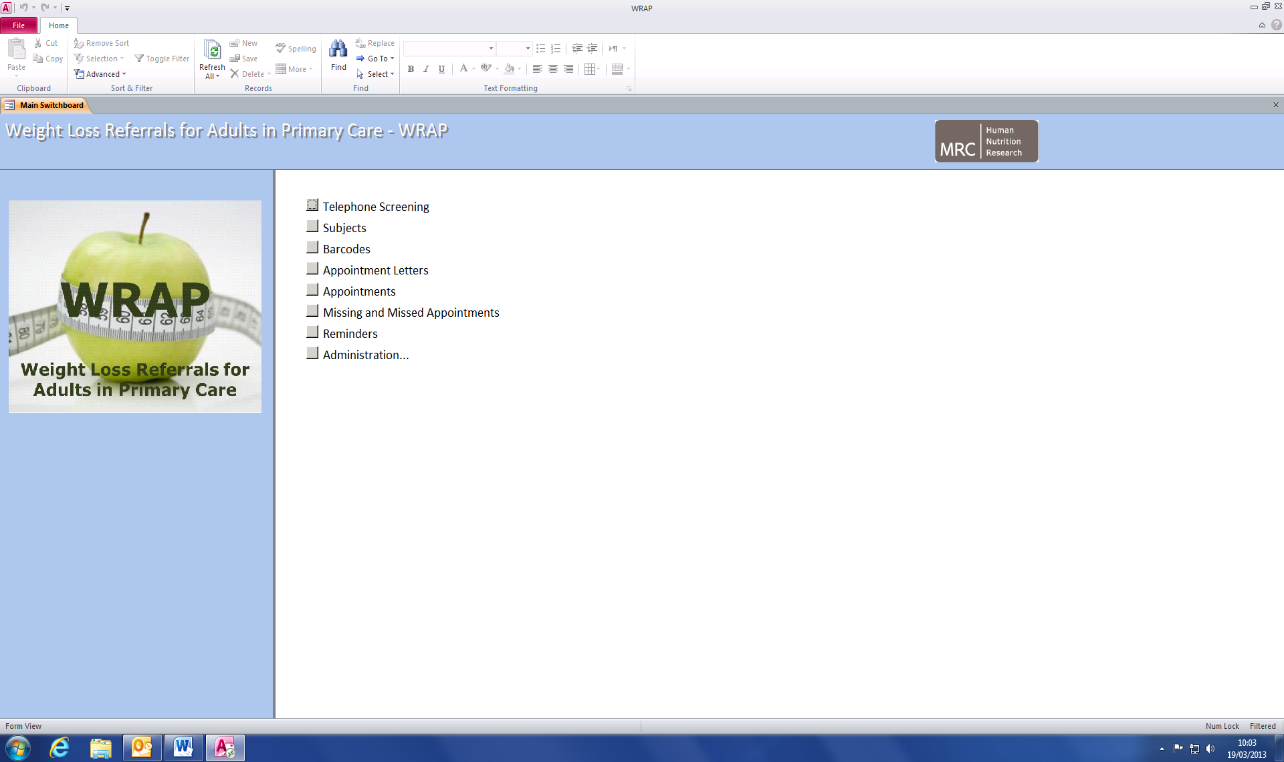 WRAP
File Home
Paste
Cut
Copy
Clipboard
Remove Sort
Selection
Advanced
Toggle Filter
Sort & Filter
Refresh All
New
Save
Delete
Spelling
More
Records
Find
Replace
Go To
Select
Find
B I U A
Text Formatting
Main Switchboard
Weight Loss Referrals for Adults in Primary Care - WRAP
MRC
Human
Nutrition
Research
WRAP
Weight Loss Referrals for
Adults in Primary Care
Telephone Screening
Subjects
Barcodes
Appointment Letters
Appointments
Missing and Missed Appointments
Reminders
Administration...
Form View
Num Lock Filtered
10:03
19/03/2013